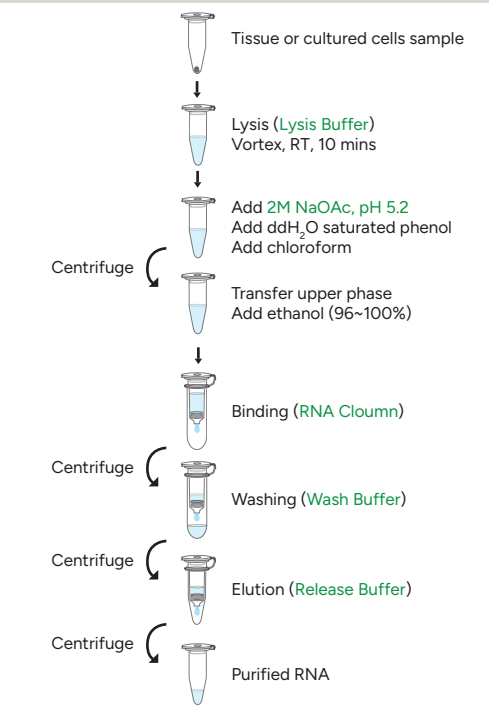 Tissue or cultured cells sample
Lysis (Lysis Buffer)
Vortex, RT, 10 mins
Add 2M NaOAc, pH 5.2
Add ddH₂O saturated phenol
Add chloroform
Centrifuge
Transfer upper phase
Add ethanol (96~100%)
Binding (RNA Cloumn)
Centrifuge
Washing (Wash Buffer)
Centrifuge
Elution (Release Buffer)
Centrifuge
Purified RNA